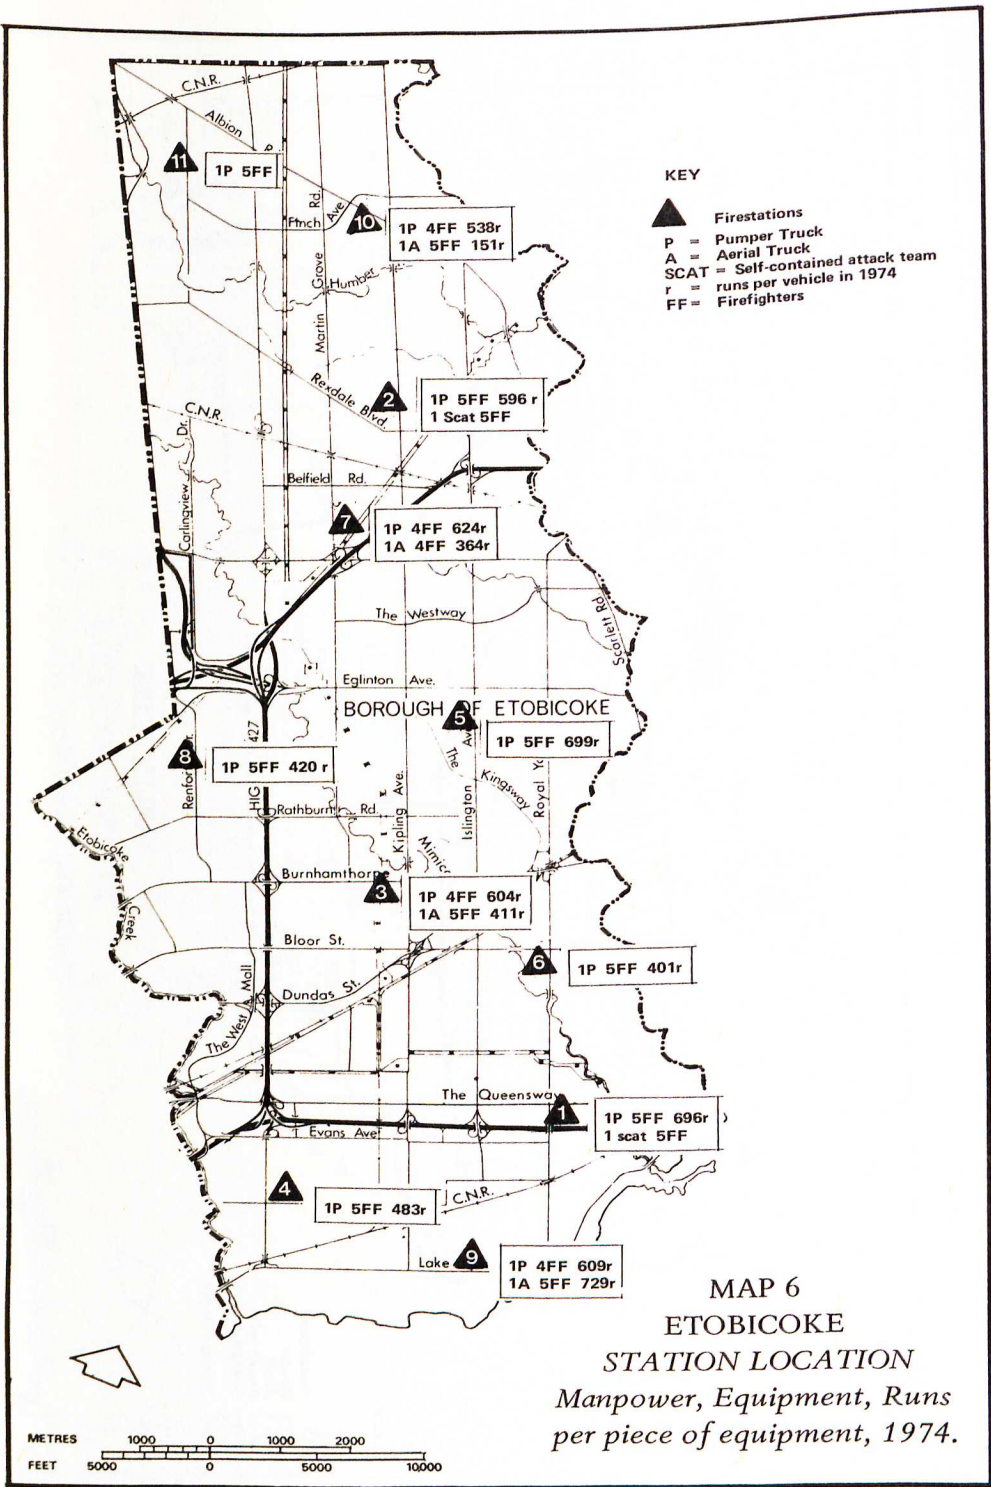 C.N.R.
Albion
P
11
1P 5FF
KEY
Firestations
P = Pumper Truck
A = Aerial Truck
SCAT = Self-contained attack team
r = runs per vehicle in 1974
FF = Firefighters
Finch Ave
10
1P 4FF 538r
1A 5FF 151r
Martin Grove Rd.
Humber
Rexdale Blvd.
2
1P 5FF 596 r
1 Scat 5FF
C.N.R.
Carlingview Dr.
Belfield Rd.
7
1P 4FF 624r
1A 4FF 364r
The Westway
Scarlett Rd.
Eglinton Ave.
BOROUGH OF ETOBICOKE
5
1P 5FF 699r
8
1P 5FF 420 r
Renfor
HIG 427
The Kingsway
Kipling Ave.
Islington Av
Royal Yo
Rathburn Rd.
Etobicoke Creek
Mimic
Burnhamthorpe
3
1P 4FF 604r
1A 5FF 411r
Bloor St.
6
1P 5FF 401r
Dundas St.
The West Mall
The Queensway
1
1P 5FF 696r
1 scat 5FF
Evans Ave
4
1P 5FF 483r
C.N.R.
Lake
9
1P 4FF 609r
1A 5FF 729r
MAP 6
ETOBICOKE
STATION LOCATION
Manpower, Equipment, Runs
per piece of equipment, 1974.
METRES 1000 0 1000 2000
FEET 5000 0 5000 10,000